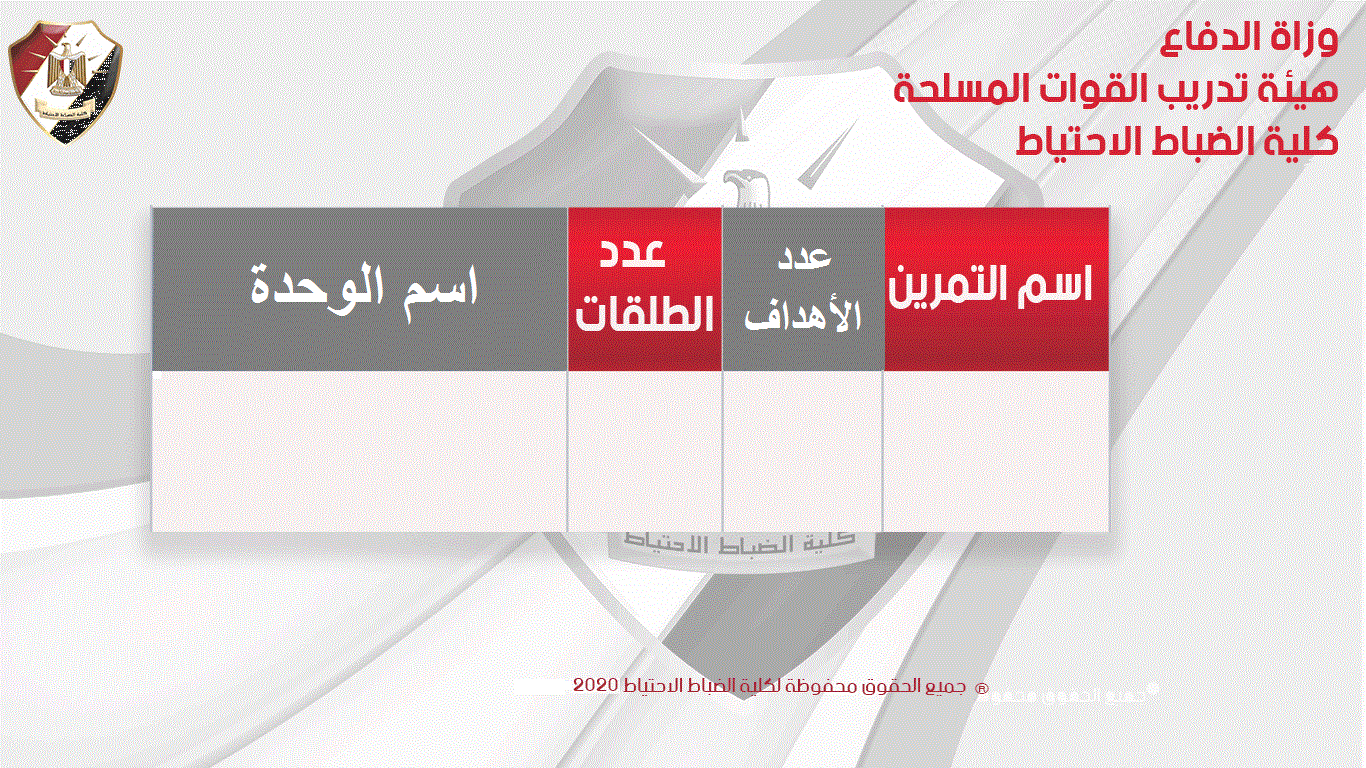 وزاة الدفاع
هيئة تدريب القوات المسلحة
كلية الضباط الاحتياط
اسم التمرين
عدد
الأهداف
عدد
الطلقات
اسم الوحدة
كلية الضباط الاحتياط
® جميع الحقوق محفوظة لكلية الضباط الاحتياط 2020